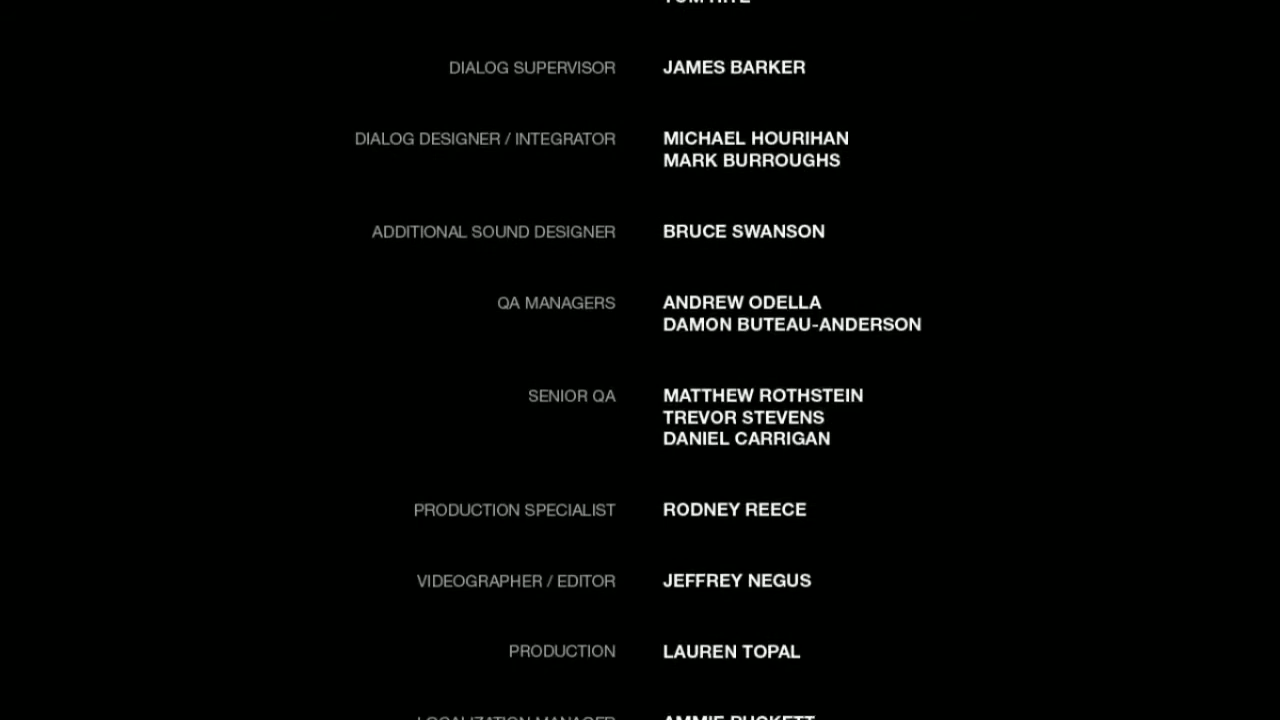 DIALOG SUPERVISOR JAMES BARKER
DIALOG DESIGNER / INTEGRATOR MICHAEL HOURIHAN
MARK BURROUGHS
ADDITIONAL SOUND DESIGNER BRUCE SWANSON
QA MANAGERS ANDREW ODELLA
DAMON BUTEAU-ANDERSON
SENIOR QA MATTHEW ROTHSTEIN
TREVOR STEVENS
DANIEL CARRIGAN
PRODUCTION SPECIALIST RODNEY REECE
VIDEOGRAPHER / EDITOR JEFFREY NEGUS
PRODUCTION LAUREN TOPAL
LOCALIZATION MANAGER